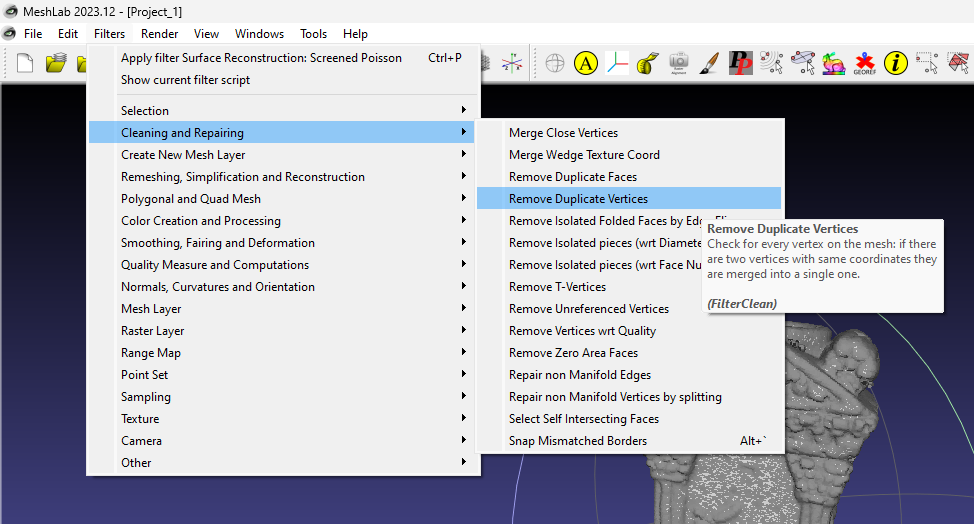 MeshLab 2023.12 - [Project_1]
File Edit Filters Render View Windows Tools Help
Apply filter Surface Reconstruction: Screened Poisson Ctrl+P
Show current filter script
Selection
Cleaning and Repairing
Create New Mesh Layer
Remeshing, Simplification and Reconstruction
Polygonal and Quad Mesh
Color Creation and Processing
Smoothing, Fairing and Deformation
Quality Measure and Computations
Normals, Curvatures and Orientation
Mesh Layer
Raster Layer
Range Map
Point Set
Sampling
Texture
Camera
Other
Merge Close Vertices
Merge Wedge Texture Coord
Remove Duplicate Faces
Remove Duplicate Vertices
Remove Isolated Folded Faces by
Remove Isolated pieces (wrt
Remove Isolated pieces (wrt Face
Remove T-Vertices
Remove Unreferenced Vertices
Remove Vertices wrt Quality
Remove Zero Area Faces
Repair non Manifold Edges
Repair non Manifold Vertices by splitting
Select Self Intersecting Faces
Snap Mismatched Borders Alt+`
Remove Duplicate Vertices
Check for every vertex on the mesh: if there
are two vertices with same coordinates they
are merged into a single one.
(FilterClean)
A
PP
GEOREF
i